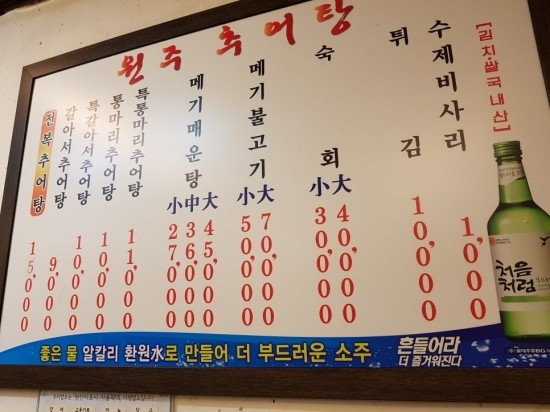 원주 추어탕
[김치·쌀국내산]
전복추어탕
15,000
갈아서추어탕
9,000
특갈아서추어탕
10,000
통마리추어탕
10,000
특통마리추어탕
11,000
메기매운탕
小 中 大
27,000
36,000
45,000
메기불고기
小 大
50,000
70,000
숙회
小 大
30,000
40,000
튀김
10,000
수제비사리
1,000
처음처럼
좋은 물 알칼리 환원水로 만들어 더 부드러운 소주
흔들어라
더 즐거워진다